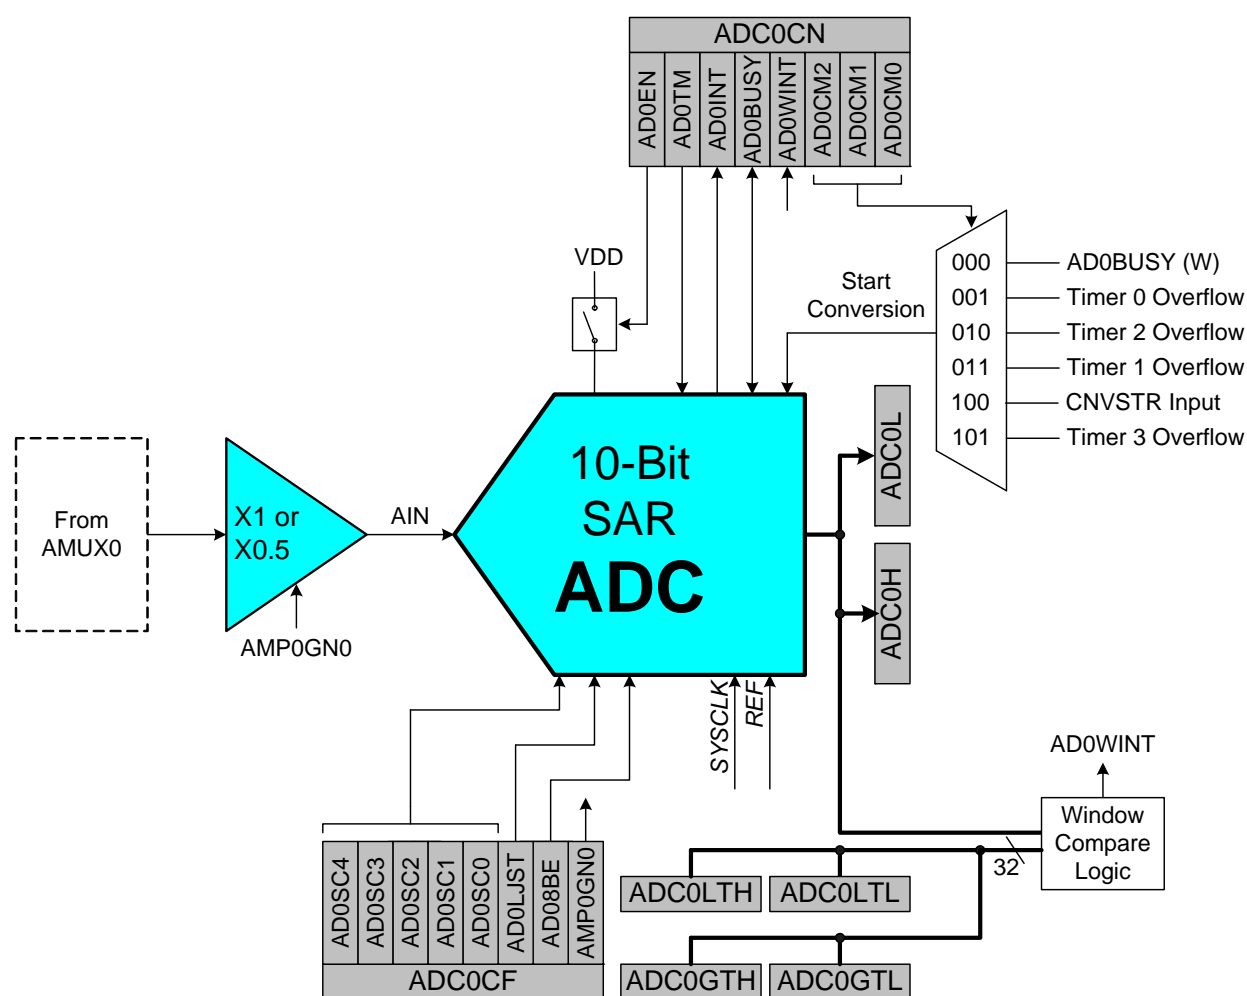 ADC0CN
AD0EN
AD0TM
AD0INT
AD0BUSY
AD0WINT
AD0CM2
AD0CM1
AD0CM0
VDD
Start
Conversion
000
AD0BUSY (W)
001
Timer 0 Overflow
010
Timer 2 Overflow
011
Timer 1 Overflow
100
CNVSTR Input
101
Timer 3 Overflow
From
AMUX0
X1 or
X0.5
AIN
AMP0GN0
10-Bit
SAR
ADC
ADC0L
ADC0H
SYSCLK
REF
AD0WINT
Window
Compare
Logic
32
AD0SC4
AD0SC3
AD0SC2
AD0SC1
AD0SC0
AD0LJST
AD08BE
AMP0GN0
ADC0CF
ADC0LTH
ADC0LTL
ADC0GTH
ADC0GTL